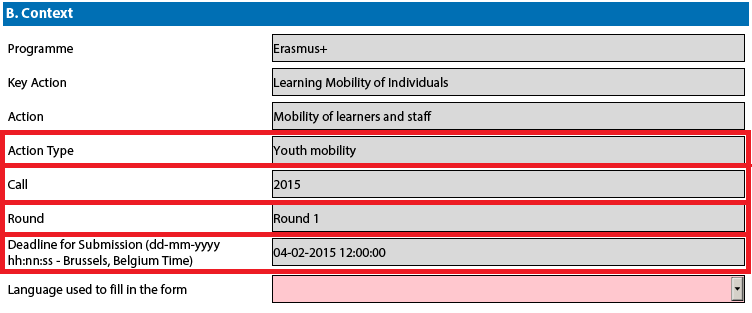 B. Context
Programme
Erasmus+
Key Action
Learning Mobility of Individuals
Action
Mobility of learners and staff
Action Type
Youth mobility
Call
2015
Round
Round 1
Deadline for Submission (dd-mm-yyyy
hh:nn:ss - Brussels, Belgium Time)
04-02-2015 12:00:00
Language used to fill in the form